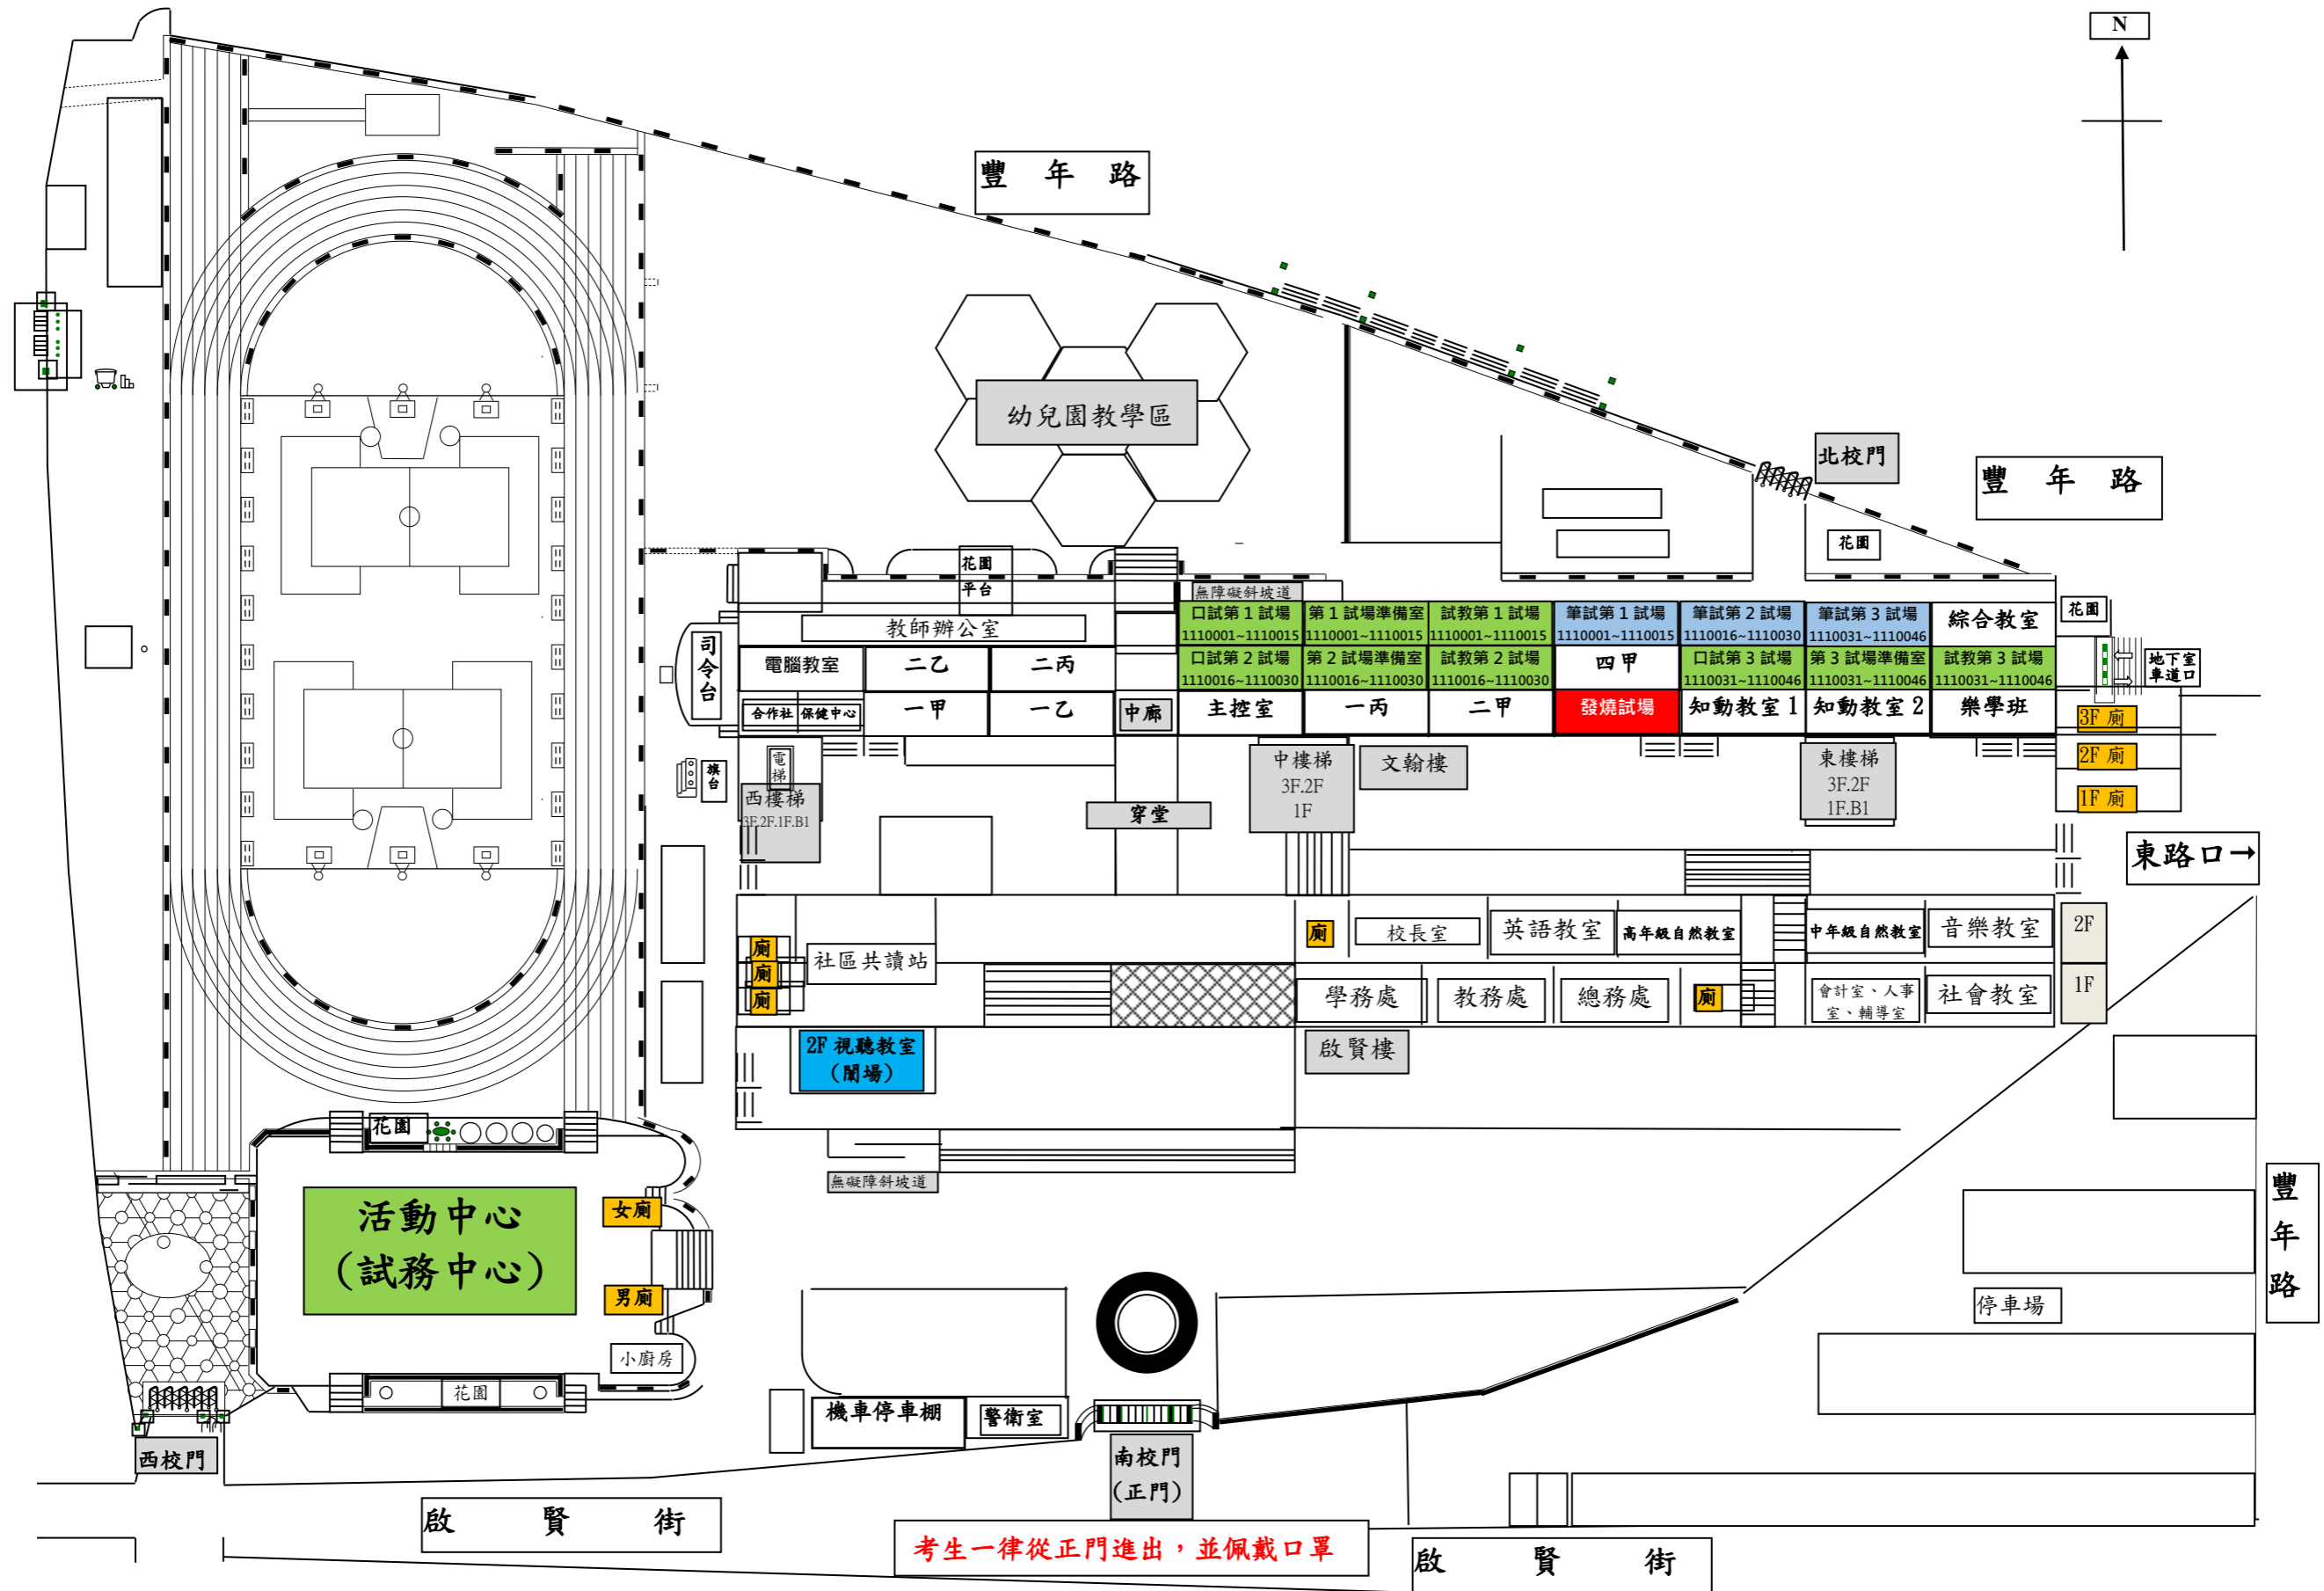 N
豐 年 路
幼兒園教學區
北校門
豐 年 路
花園
花園
平台
無障礙斜坡道
口試第 1 試場
1110001~1110015
第 1 試場準備室
1110001~1110015
試教第 1 試場
1110001~1110015
筆試第 1 試場
1110001~1110015
筆試第 2 試場
1110016~1110030
筆試第 3 試場
1110031~1110046
綜合教室
花園
教師辦公室
司令台
電腦教室
二乙
二丙
口試第 2 試場
1110016~1110030
第 2 試場準備室
1110016~1110030
試教第 2 試場
1110016~1110030
四甲
口試第 3 試場
1110031~1110046
第 3 試場準備室
1110031~1110046
試教第 3 試場
1110031~1110046
地下室
車道口
合作社
保健中心
一甲
一乙
中廊
主控室
一丙
二甲
發燒試場
知動教室 1
知動教室 2
樂學班
3F 廁
2F 廁
1F 廁
旗台
電梯
西樓梯
3F.2F.1F.B1
穿堂
中樓梯
3F.2F
1F
文翰樓
東樓梯
3F.2F
1F.B1
東路口→
廁
廁
廁
社區共讀站
廁
校長室
英語教室
高年級自然教室
中年級自然教室
音樂教室
2F
學務處
教務處
總務處
廁
會計室、人事
室、輔導室
社會教室
1F
2F 視聽教室
(闈場)
啟賢樓
花園
無礙障斜坡道
活動中心
(試務中心)
女廁
男廁
小廚房
花園
豐年路
停車場
機車停車棚
警衛室
西校門
南校門
(正門)
啟 賢 街
考生一律從正門進出，並佩戴口罩
啟 賢 街